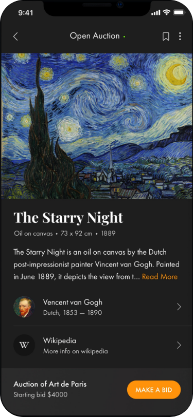 9:41
Open Auction
The Starry Night
Oil on canvas • 73 x 92 cm • 1889
The Starry Night is an oil on canvas by the Dutch
post-impressionist painter Vincent van Gogh. Painted
in June 1889, it depicts the view from t... Read More
Vencent van Gogh
Dutch, 1853 — 1890
W
Wikipedia
More info on wikipedia
Auction of Art de Paris
Starting bid $4000
MAKE A BID